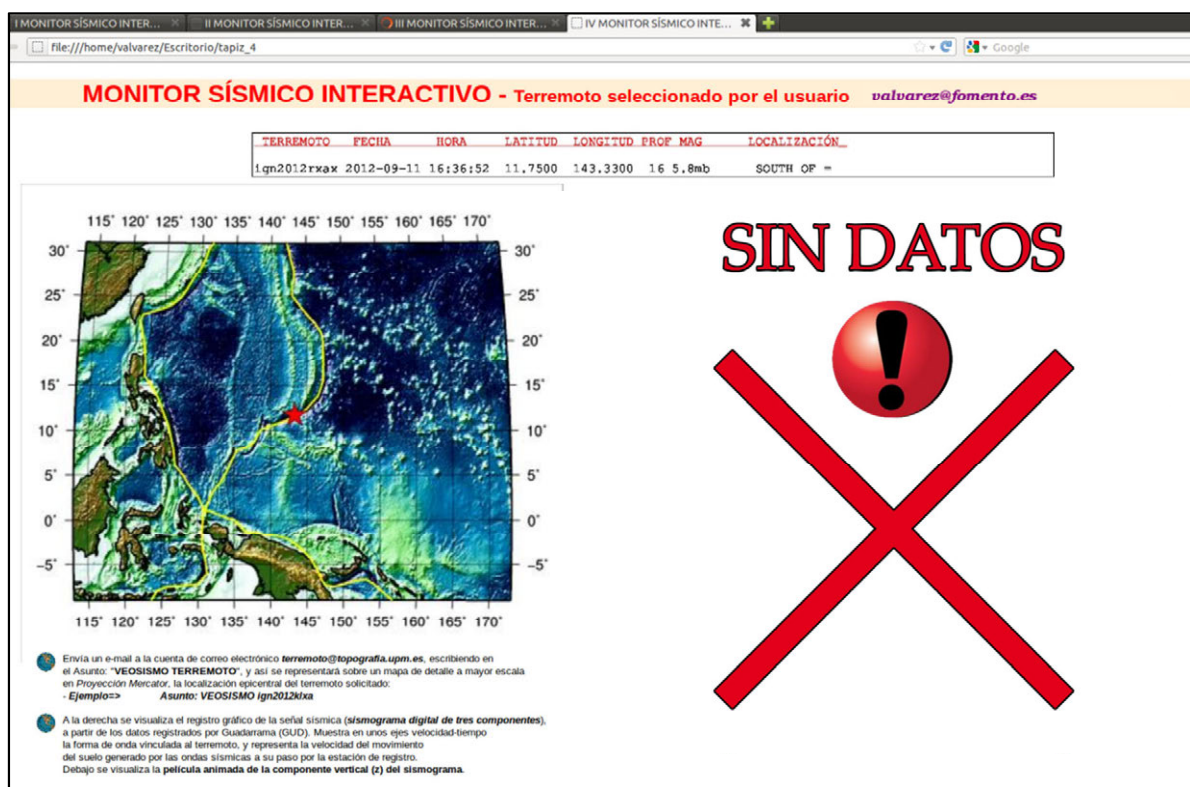 I MONITOR SÍSMICO INTER... II MONITOR SÍSMICO INTER... III MONITOR SÍSMICO INTER... IV MONITOR SÍSMICO INTE...
file:///home/valvarez/Escritorio/tapiz_4 Google
MONITOR SÍSMICO INTERACTIVO - Terremoto seleccionado por el usuario valvarez@fomento.es
TERREMOTO FECHA HORA LATITUD LONGITUD PROF MAG LOCALIZACIÓN_
ign2012rxax 2012-09-11 16:36:52 11.7500 143.3300 16 5.8mb SOUTH OF =
SIN DATOS
115° 120° 125° 130° 135° 140° 145° 150° 155° 160° 165° 170°
30° 30°
25° 25°
20° 20°
15° 15°
10° 10°
5° 5°
0° 0°
-5° -5°
115° 120° 125° 130° 135° 140° 145° 150° 155° 160° 165° 170°
Envía un e-mail a la cuenta de correo electrónico terremoto@topografia.upm.es, escribiendo en
el Asunto: "VEOSISMO TERREMOTO", y así se representará sobre un mapa de detalle a mayor escala
en Proyección Mercator, la localización epicentral del terremoto solicitado:
- Ejemplo=> Asunto: VEOSISMO ign2012klxa
A la derecha se visualiza el registro gráfico de la señal sísmica (sismograma digital de tres componentes),
a partir de los datos registrados por Guadarrama (GUD). Muestra en unos ejes velocidad-tiempo
la forma de onda vinculada al terremoto, y representa la velocidad del movimiento
del suelo generado por las ondas sísmicas a su paso por la estación de registro.
Debajo se visualiza la película animada de la componente vertical (z) del sismograma.